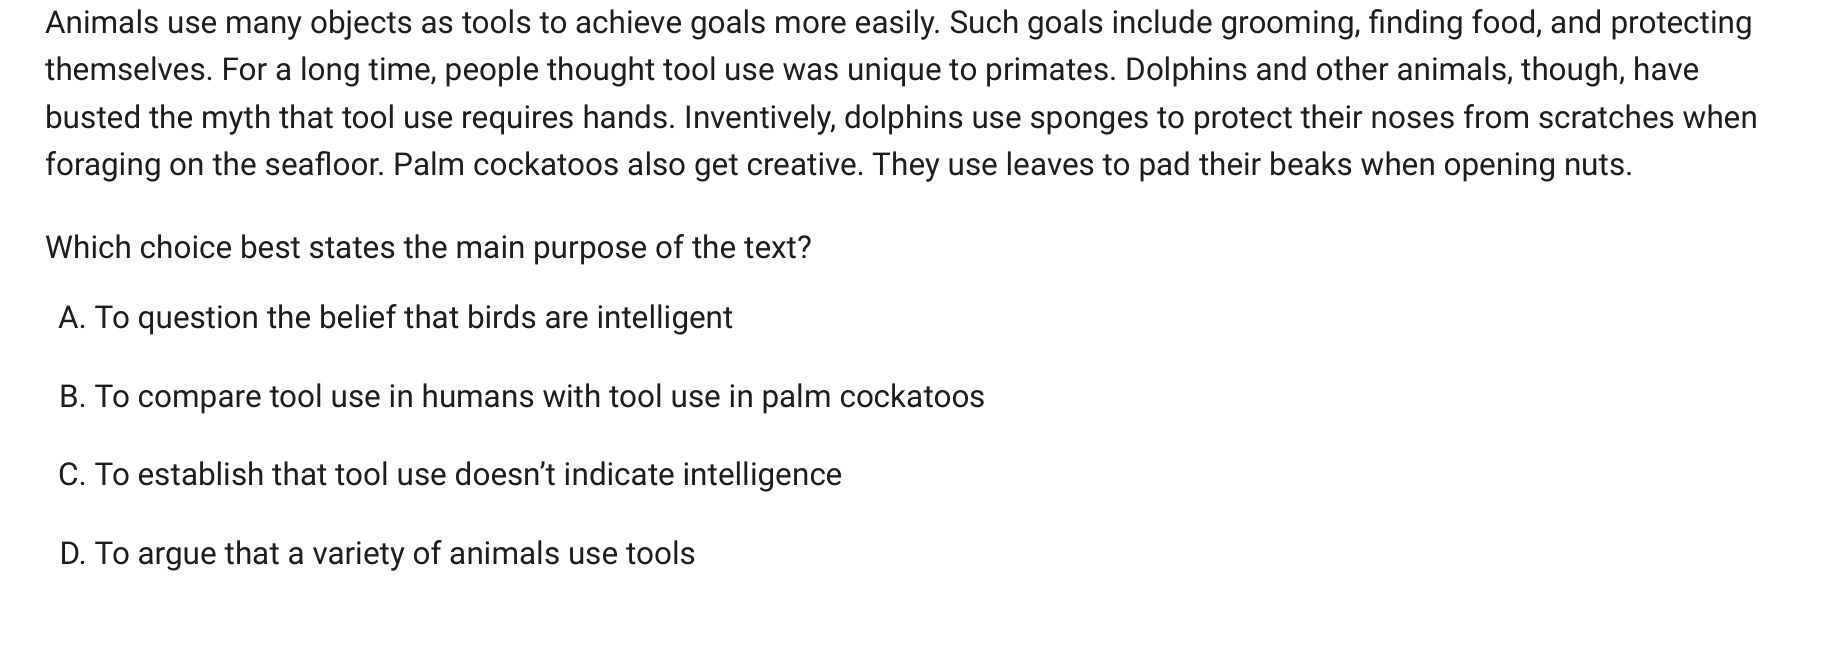 Animals use many objects as tools to achieve goals more easily. Such goals include grooming, finding food, and protecting
themselves. For a long time, people thought tool use was unique to primates. Dolphins and other animals, though, have
busted the myth that tool use requires hands. Inventively, dolphins use sponges to protect their noses from scratches when
foraging on the seafloor. Palm cockatoos also get creative. They use leaves to pad their beaks when opening nuts.
Which choice best states the main purpose of the text?
A. To question the belief that birds are intelligent
B. To compare tool use in humans with tool use in palm cockatoos
C. To establish that tool use doesn’t indicate intelligence
D. To argue that a variety of animals use tools